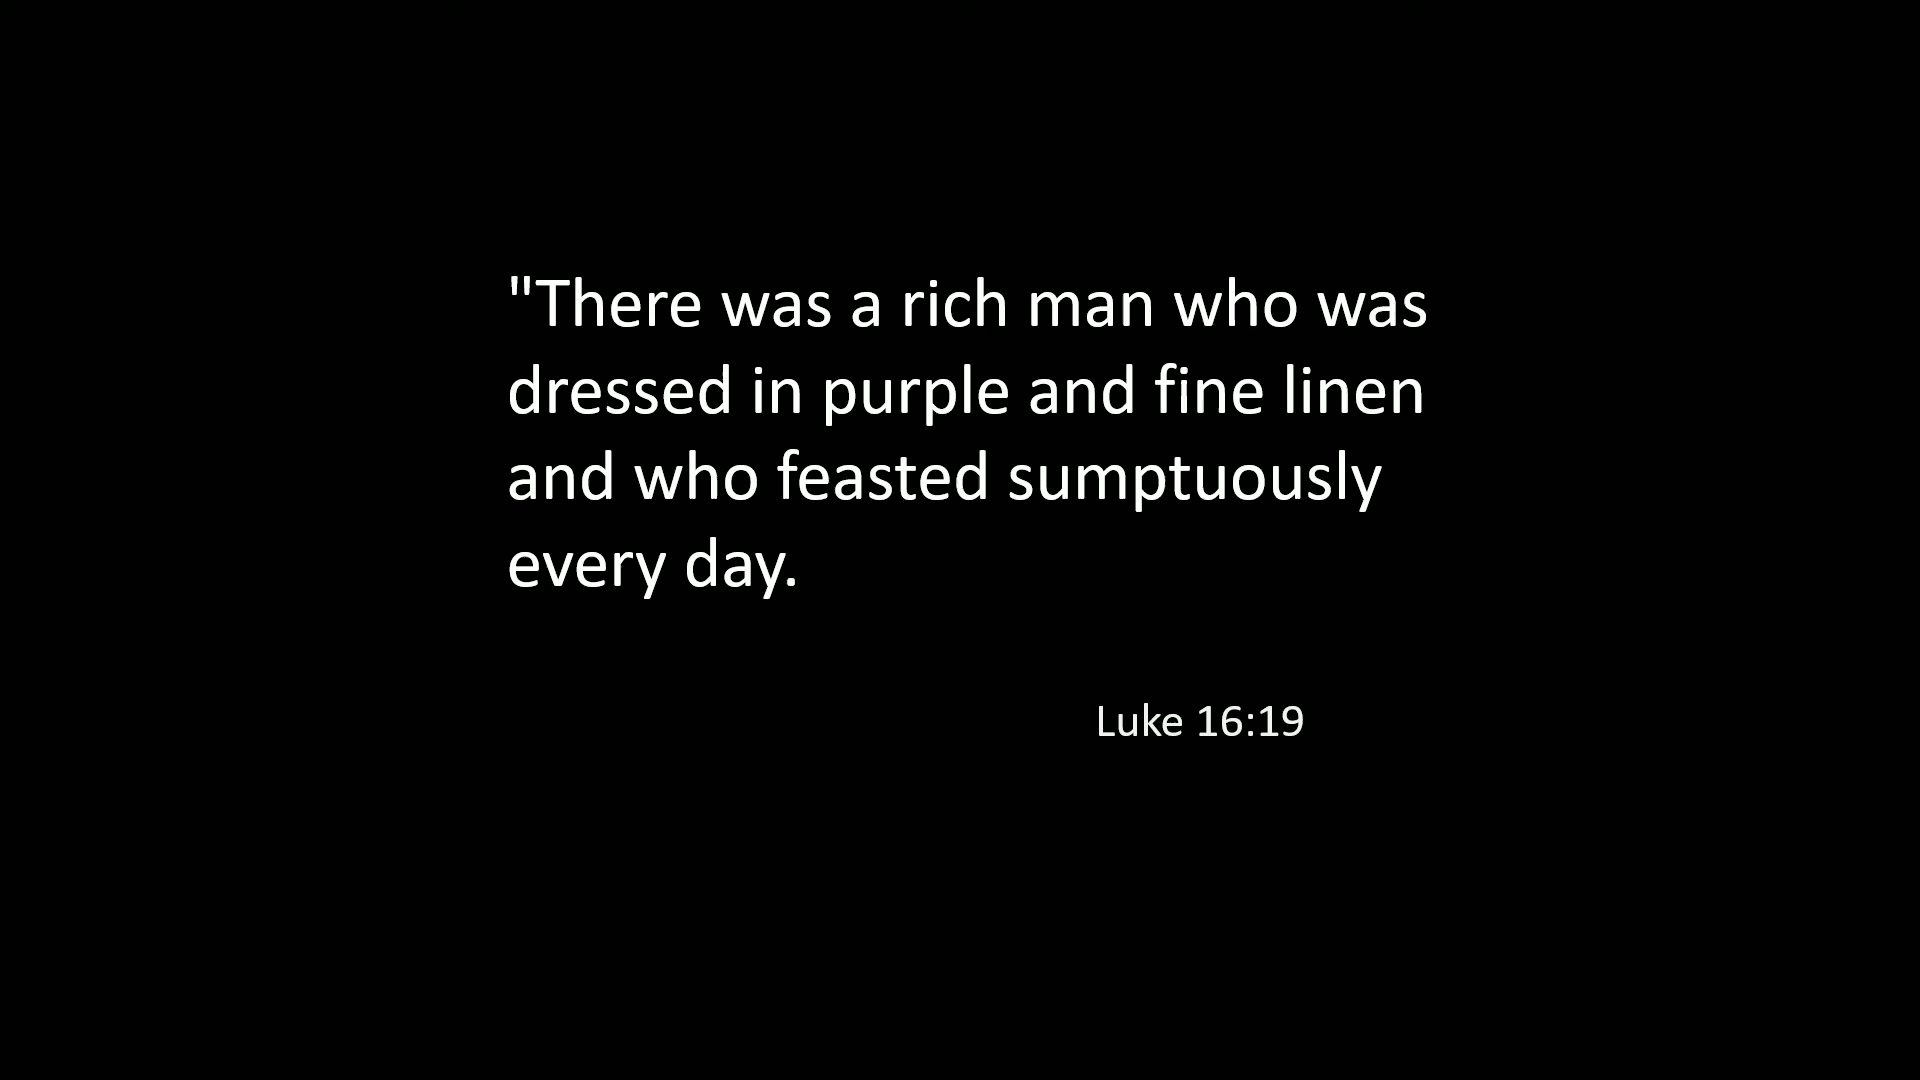 "There was a rich man who was
dressed in purple and fine linen
and who feasted sumptuously
every day.
Luke 16:19